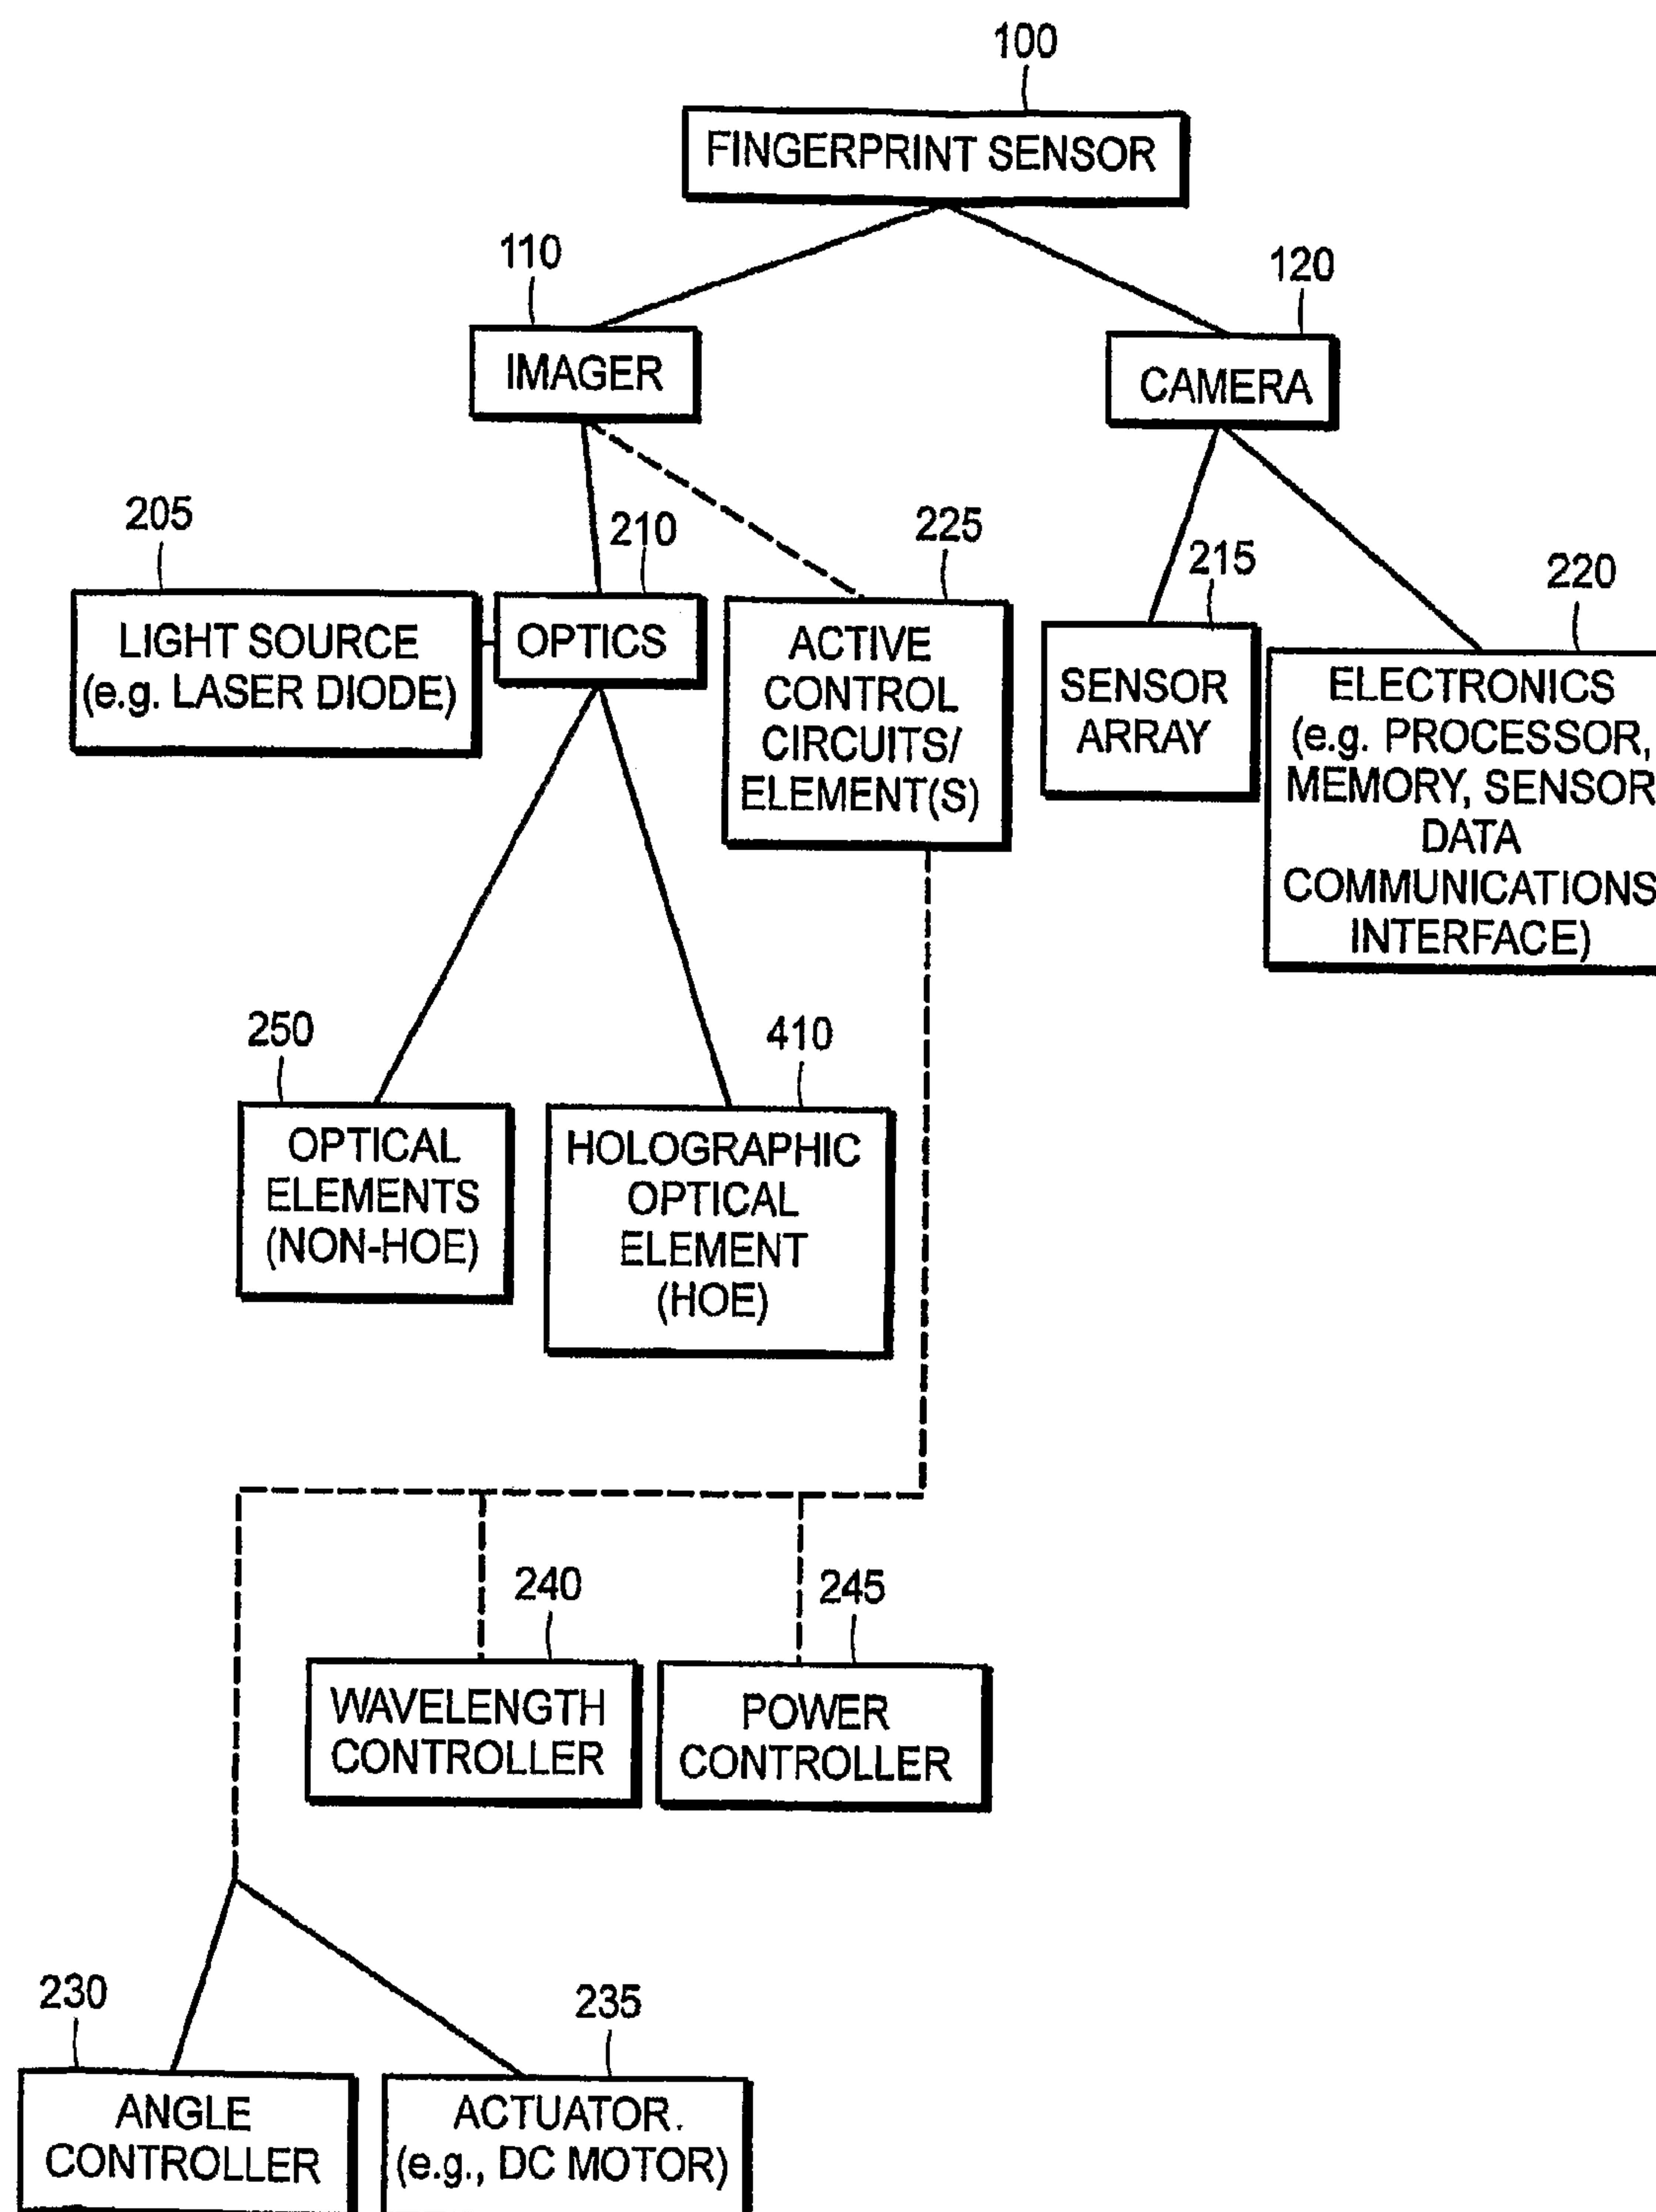 100
FINGERPRINT SENSOR
110
120
IMAGER
CAMERA
205
210
225
215
220
LIGHT SOURCE
(e.g. LASER DIODE)
OPTICS
ACTIVE
CONTROL
CIRCUITS/
ELEMENT(S)
SENSOR
ARRAY
ELECTRONICS
(e.g. PROCESSOR,
MEMORY, SENSOR
DATA
COMMUNICATIONS
INTERFACE)
250
410
OPTICAL
ELEMENTS
(NON-HOE)
HOLOGRAPHIC
OPTICAL
ELEMENT
(HOE)
240
245
WAVELENGTH
CONTROLLER
POWER
CONTROLLER
230
235
ANGLE
CONTROLLER
ACTUATOR.
(e.g., DC MOTOR)